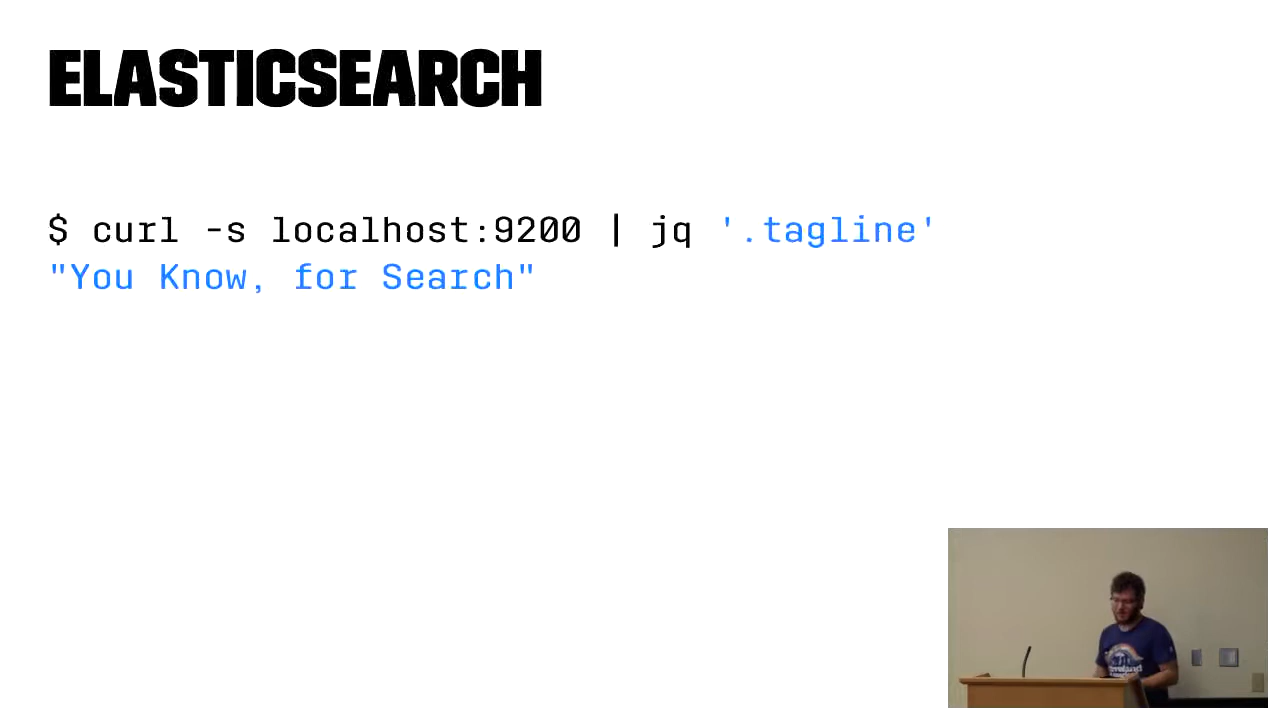 ELASTICSEARCH
$ curl -s localhost:9200 | jq '.tagline'
"You Know, for Search"